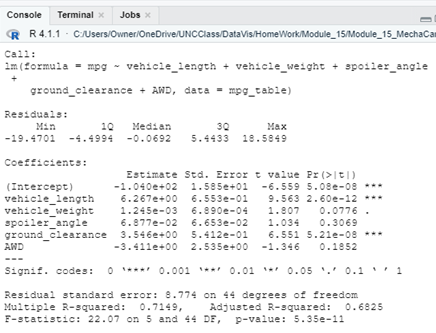 Console Terminal Jobs
R 4.1.1 · C:/Users/Owner/OneDrive/UNCClass/DataVis/HomeWork/Module_15/Module_15_MechaCar
Call:
lm(formula = mpg ~ vehicle_length + vehicle_weight + spoiler_angle
+
ground_clearance + AWD, data = mpg_table)
Residuals:
Min 1Q Median 3Q Max
-19.4701 -4.4994 -0.0692 5.4433 18.5849
Coefficients:
Estimate Std. Error t value Pr(>|t|)
(Intercept) -1.040e+02 1.585e+01 -6.559 5.08e-08 ***
vehicle_length 6.267e+00 6.553e-01 9.563 2.60e-12 ***
vehicle_weight 1.245e-03 6.890e-04 1.807 0.0776 .
spoiler_angle 6.877e-02 6.653e-02 1.034 0.3069
ground_clearance 3.546e+00 5.412e-01 6.551 5.21e-08 ***
AWD -3.411e+00 2.535e+00 -1.346 0.1852
---
Signif. codes: 0 ‘***’ 0.001 ‘**’ 0.01 ‘*’ 0.05 ‘.’ 0.1 ‘ ’ 1
Residual standard error: 8.774 on 44 degrees of freedom
Multiple R-squared: 0.7149, Adjusted R-squared: 0.6825
F-statistic: 22.07 on 5 and 44 DF, p-value: 5.35e-11